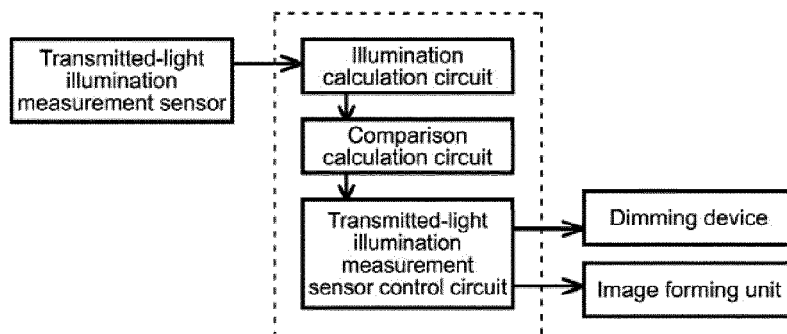 Transmitted-light
illumination
measurement sensor
Illumination
calculation circuit
Comparison
calculation circuit
Transmitted-light
illumination
measurement
sensor control circuit
Dimming device
Image forming unit